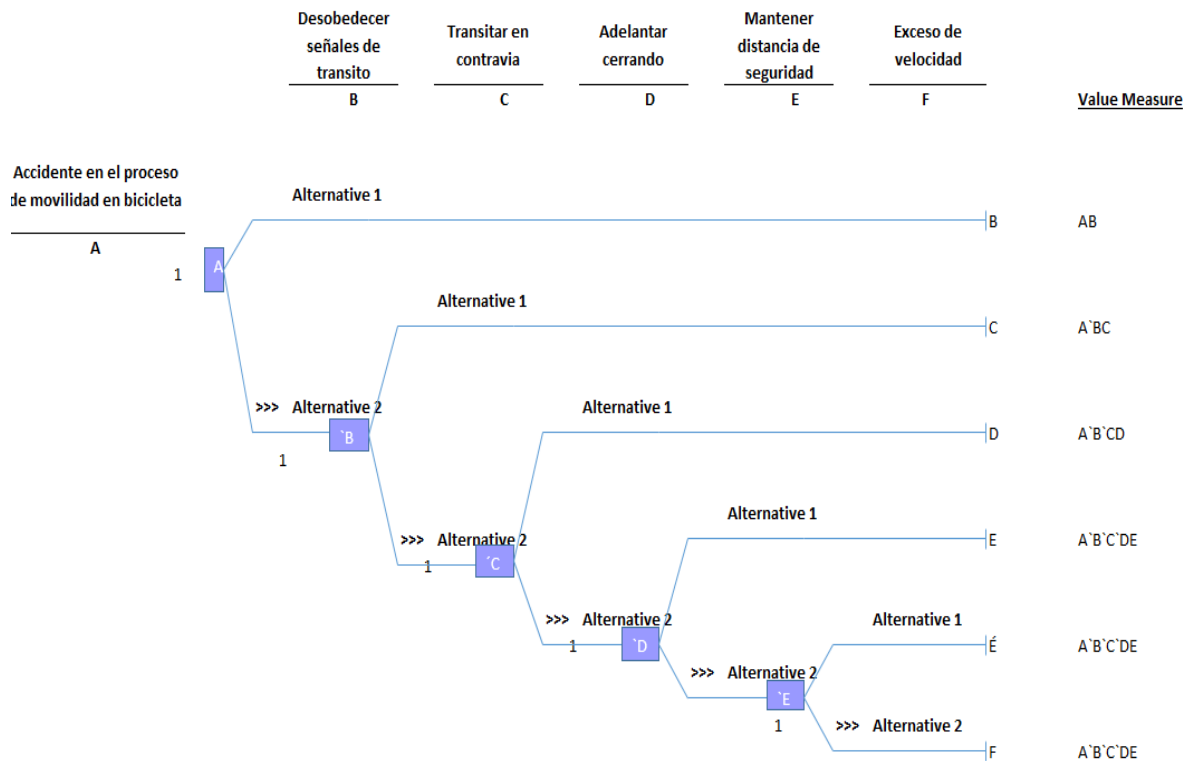 Desobedecer
señales de
transito
B
Transitar en
contravia
C
Adelantar
cerrando
D
Mantener
distancia de
seguridad
E
Exceso de
velocidad
F
Value Measure
Accidente en el proceso
de movilidad en bicicleta
A
1
A
Alternative 1
B
AB
Alternative 1
C
A`BC
>>> Alternative 2
1
`B
Alternative 1
D
A`B`CD
>>> Alternative 2
1
´C
Alternative 1
E
A`B`C`DE
>>> Alternative 2
1
`D
Alternative 1
É
A`B`C`DE
>>> Alternative 2
1
`E
>>> Alternative 2
F
A`B`C`DE